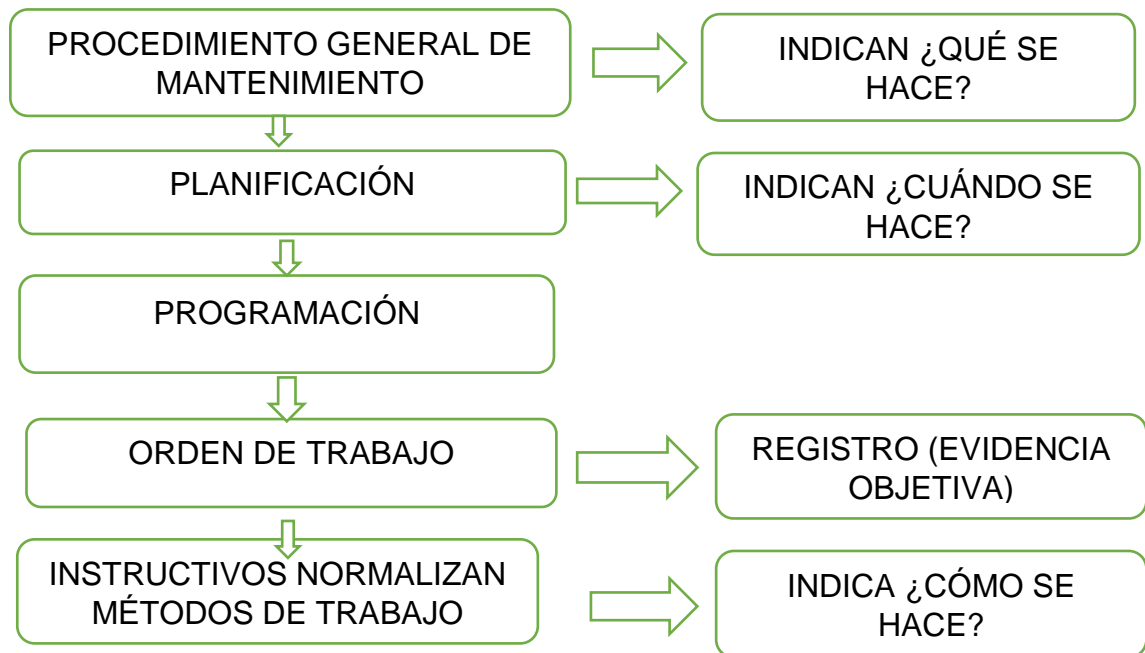 PROCEDIMIENTO GENERAL DE
MANTENIMIENTO
INDICAN ¿QUÉ SE
HACE?
PLANIFICACIÓN
INDICAN ¿CUÁNDO SE
HACE?
PROGRAMACIÓN
ORDEN DE TRABAJO
REGISTRO (EVIDENCIA
OBJETIVA)
INSTRUCTIVOS NORMALIZAN
MÉTODOS DE TRABAJO
INDICA ¿CÓMO SE
HACE?